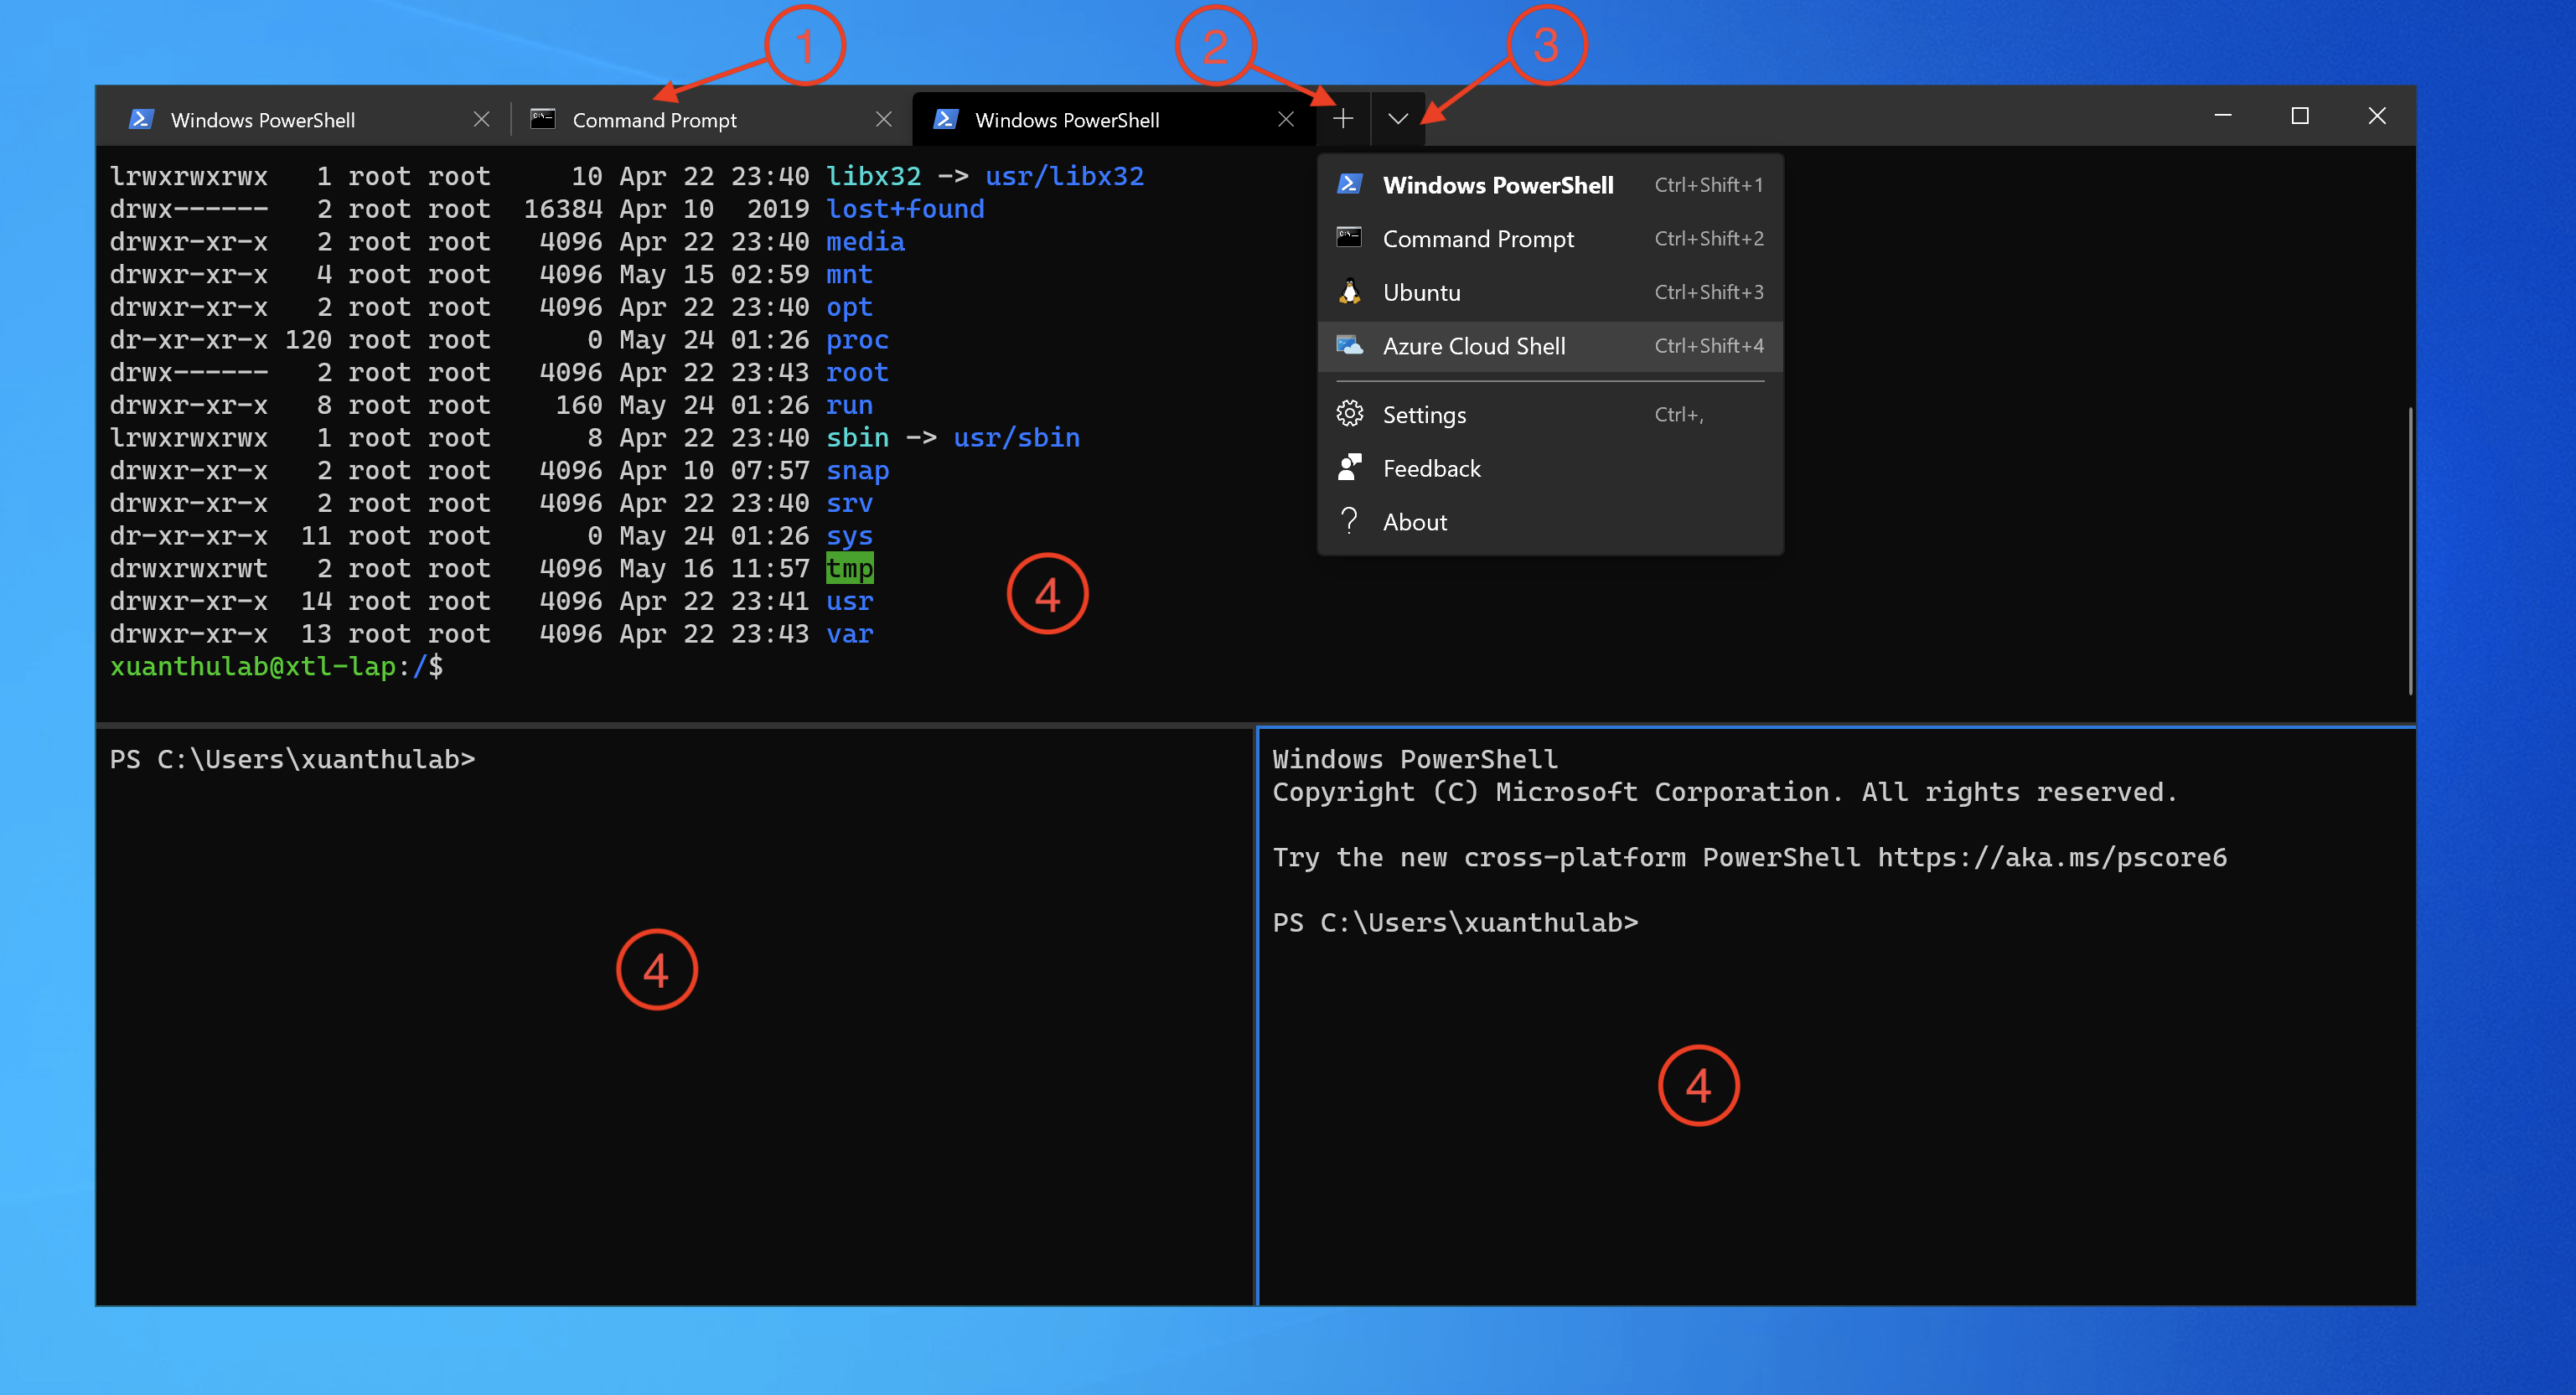 1 2 3
Windows PowerShell Command Prompt Windows PowerShell
lrwxrwxrwx 1 root root 10 Apr 22 23:40 libx32 -> usr/libx32
drwx------ 2 root root 16384 Apr 10 2019 lost+found
drwxr-xr-x 2 root root 4096 Apr 22 23:40 media
drwxr-xr-x 4 root root 4096 May 15 02:59 mnt
drwxr-xr-x 2 root root 4096 Apr 22 23:40 opt
dr-xr-xr-x 120 root root 0 May 24 01:26 proc
drwx------ 2 root root 4096 Apr 22 23:43 root
drwxr-xr-x 8 root root 160 May 24 01:26 run
lrwxrwxrwx 1 root root 8 Apr 22 23:40 sbin -> usr/sbin
drwxr-xr-x 2 root root 4096 Apr 10 07:57 snap
drwxr-xr-x 2 root root 4096 Apr 22 23:40 srv
dr-xr-xr-x 11 root root 0 May 24 01:26 sys
drwxrwxrwt 2 root root 4096 May 16 11:57 tmp
drwxr-xr-x 14 root root 4096 Apr 22 23:41 usr
drwxr-xr-x 13 root root 4096 Apr 22 23:43 var
xuanthulab@xtl-lap:/$
4
Windows PowerShell Ctrl+Shift+1
Command Prompt Ctrl+Shift+2
Ubuntu Ctrl+Shift+3
Azure Cloud Shell Ctrl+Shift+4
Settings Ctrl+,
Feedback
? About
PS C:\Users\xuanthulab>
4
Windows PowerShell
Copyright (C) Microsoft Corporation. All rights reserved.
Try the new cross-platform PowerShell https://aka.ms/pscore6
PS C:\Users\xuanthulab>
4